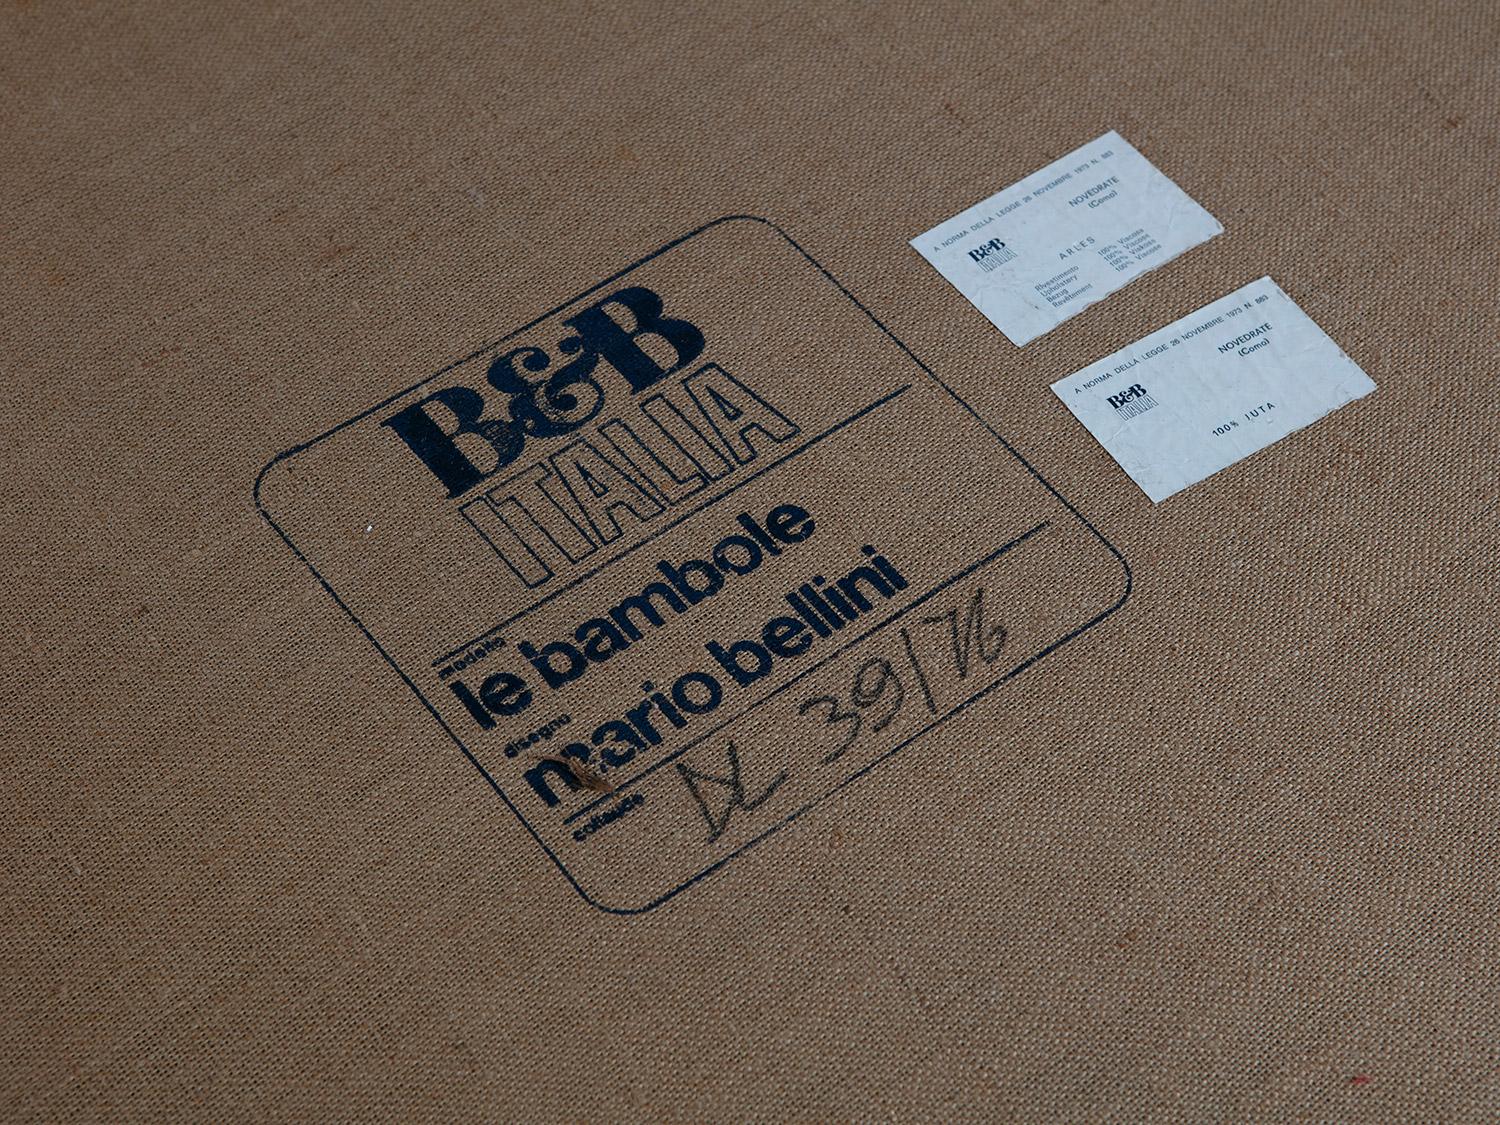 B&B
ITALIA
modello
le bambole
disegno
mario bellini
collaudo
39/76
A NORMA DELLA LEGGE 26 NOVEMBRE 1973 N. 883
NOVEDRATE
(Como)
B&B
ITALIA
ARLES
Rivestimento 100% Viscosa
Upholstery 100% Viscose
Bezug 100% Viskose
Revêtement 100% Viscose
A NORMA DELLA LEGGE 26 NOVEMBRE 1973 N. 883
NOVEDRATE
(Como)
B&B
ITALIA
100% IUTA